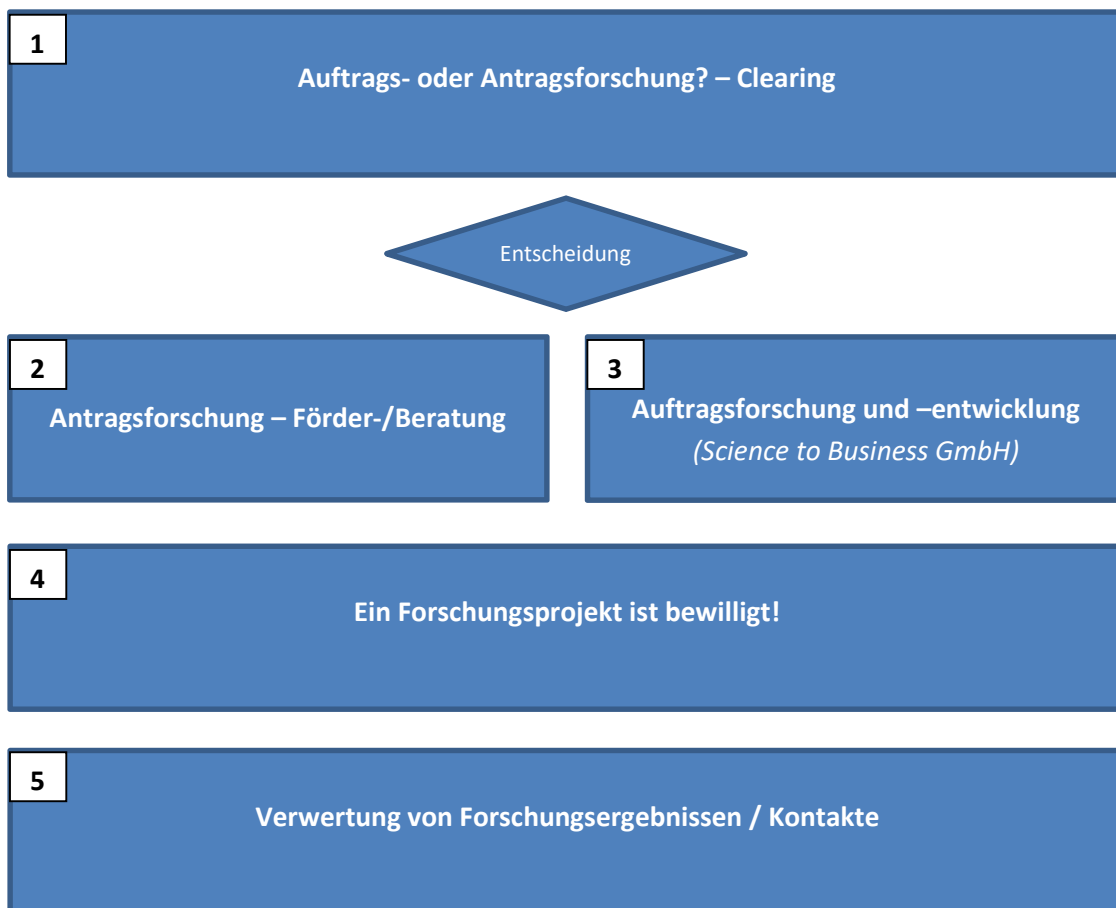 1
Auftrags- oder Antragsforschung? – Clearing
Entscheidung
2
Antragsforschung – Förder-/Beratung
3
Auftragsforschung und –entwicklung
(Science to Business GmbH)
4
Ein Forschungsprojekt ist bewilligt!
5
Verwertung von Forschungsergebnissen / Kontakte